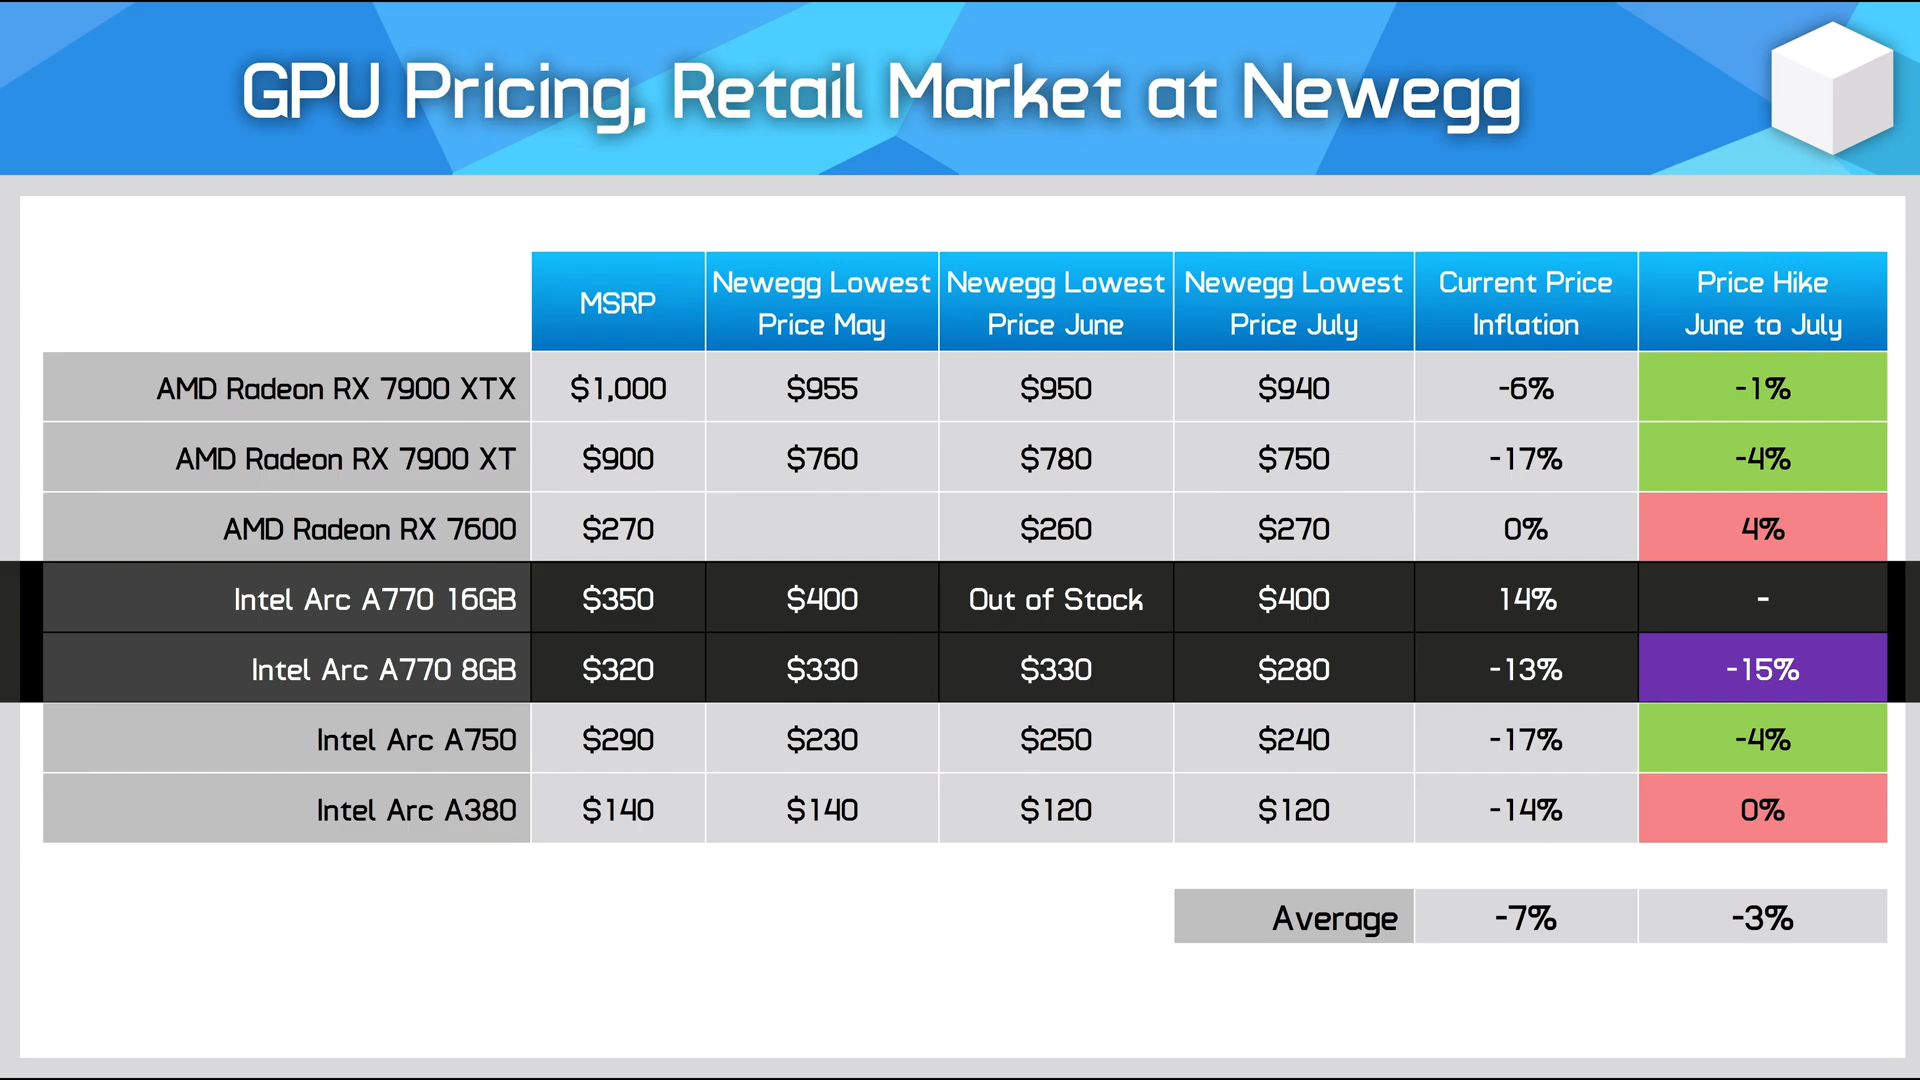 GPU Pricing, Retail Market at Newegg
MSRP
Newegg Lowest
Price May
Newegg Lowest
Price June
Newegg Lowest
Price July
Current Price
Inflation
Price Hike
June to July
AMD Radeon RX 7900 XTX $1,000 $955 $950 $940 -6% -1%
AMD Radeon RX 7900 XT $900 $760 $780 $750 -17% -4%
AMD Radeon RX 7600 $270 $260 $270 0% 4%
Intel Arc A770 16GB $350 $400 Out of Stock $400 14% -
Intel Arc A770 8GB $320 $330 $330 $280 -13% -15%
Intel Arc A750 $290 $230 $250 $240 -17% -4%
Intel Arc A380 $140 $140 $120 $120 -14% 0%
Average -7% -3%